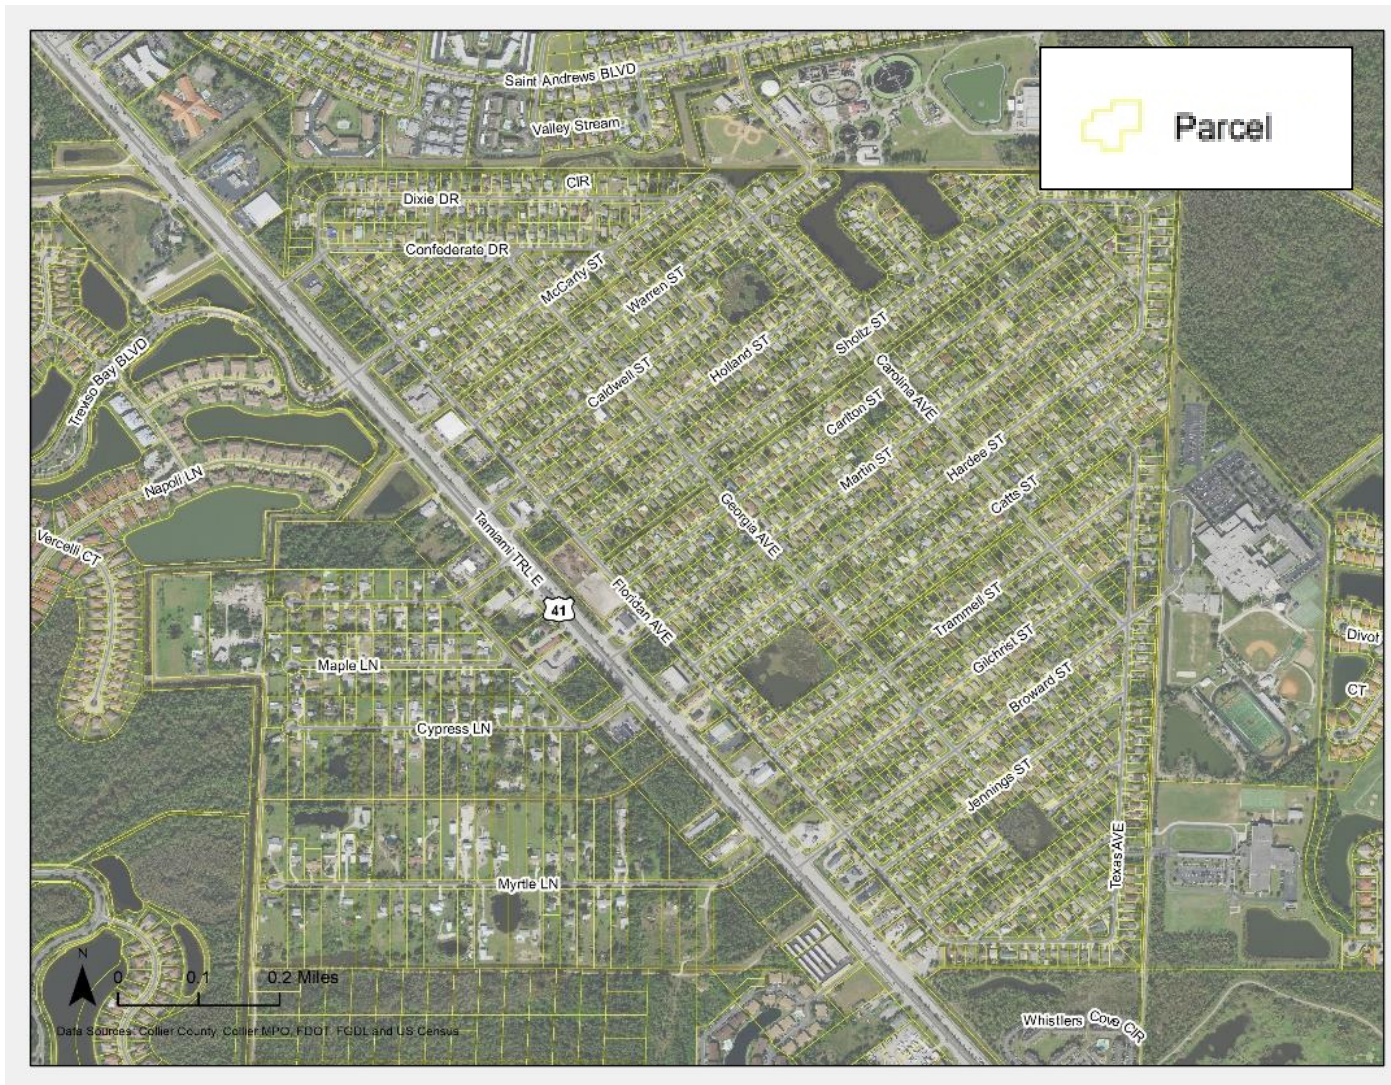 Saint Andrews BLVD
Valley Stream
Parcel
CIR
Dixie DR
Confederate DR
McCarty ST
Warren ST
Caldwell ST
Holland ST
Sholtz ST
Carolina AVE
Treviso Bay BLVD
Carlton ST
Martin ST
Hardee ST
Catts ST
Napoli LN
Vercelli CT
Georgia AVE
Tamiami TRL E
41
Floridan AVE
Trammell ST
Gilchrist ST
Broward ST
Divot
CT
Maple LN
Cypress LN
Jennings ST
Texas AVE
Myrtle LN
N
0 0.1 0.2 Miles
Data Sources: Collier County, Collier MPO, FDOT, FGDL and US Census
Whistlers Cove CIR